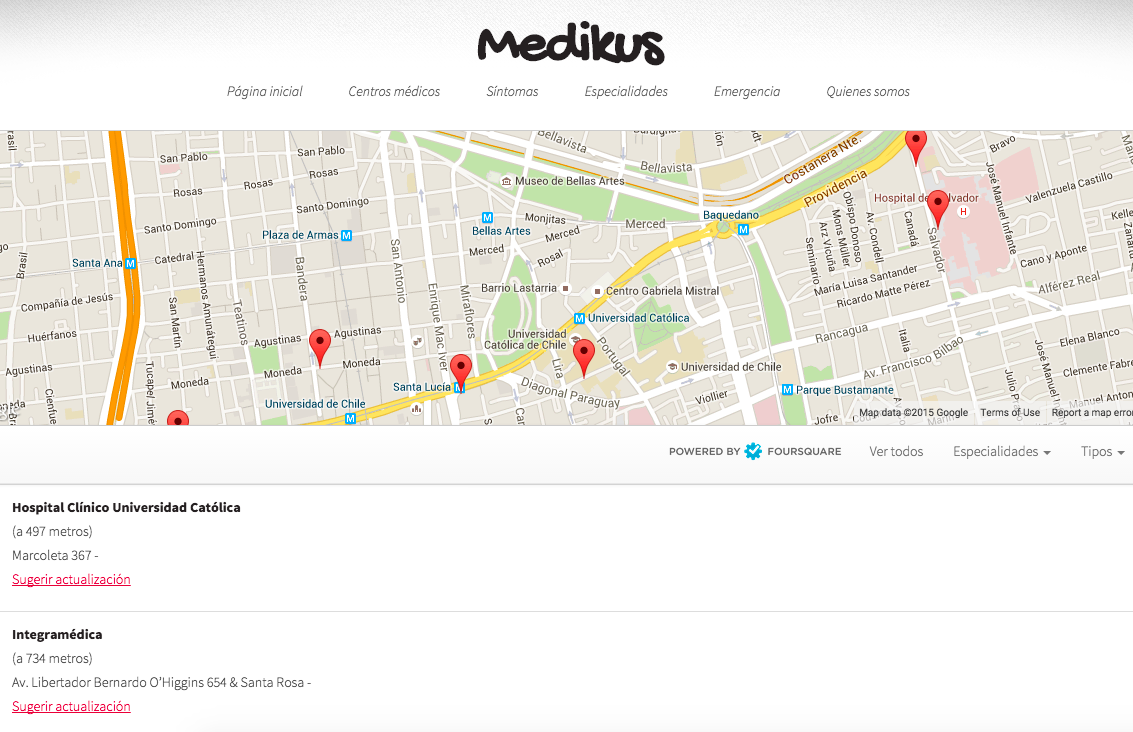 Medikus
Página inicial
Centros médicos
Síntomas
Especialidades
Emergencia
Quienes somos
Bellavista
Costanera Nte.
Bravo
San Pablo
San Pablo
Bellavista
Providencia
José Manuel Infante
Valenzuela Castillo
Brasil
Rosas
Rosas
Rosas
Museo de Bellas Artes
Hospital de
Salvador
H
Santo Domingo
Santo Domingo
M
Bellas Artes
Monjitas
Merced
Merced
Merced
Baquedano
M
Obispo Donoso
Mons Müller
Arz Vicuña
Seminario
Av. Condell
Canadá
Salvador
Plaza de Armas M
Santa Ana M
Catedral
Hermanos Amunátegui
Bandera
San Antonio
Rosal
Cano y Aponte
Brasil
María Luisa Santander
Ricardo Matte Pérez
Alférez Real
Compañía de Jesús
San Martín
Teatinos
Enrique Mac Iver
Miraflores
Barrio Lastarria
Centro Gabriela Mistral
M Universidad Católica
Rancagua
Italia
Huérfanos
Agustinas
Agustinas
Universidad
Católica de Chile
Portugal
Av. Francisco Bilbao
Elena Blanco
Agustinas
Tucapel Jiménez
Moneda
Moneda
Moneda
Santa Lucía M
Lira
Diagonal Paraguay
Universidad de Chile
M Parque Bustamante
Clemente Fabres
Universidad de Chile
M
Viollier
Jofre
Map data ©2015 Google
Terms of Use
Report a map error
POWERED BY FOURSQUARE
Ver todos
Especialidades
Tipos
Hospital Clínico Universidad Católica
(a 497 metros)
Marcoleta 367 -
Sugerir actualización
Integramédica
(a 734 metros)
Av. Libertador Bernardo O'Higgins 654 & Santa Rosa -
Sugerir actualización